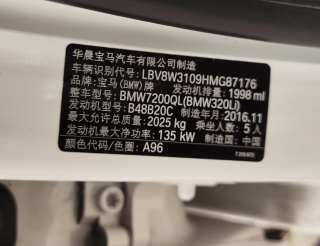 华晨宝马汽车有限公司制造
车辆识别代号:LBV8W3109HMG87176
品牌:宝马(BMW)牌 发动机排量:1998 ml
整车型号:BMW7200QL(BMW320Li)
发动机型号:B48B20C 制造年月:2016.11
最大允许总质量:2025 kg 乘坐人数:5 人
发动机最大净功率:135 kW 制造国:中国
颜色代码/色圈:A96